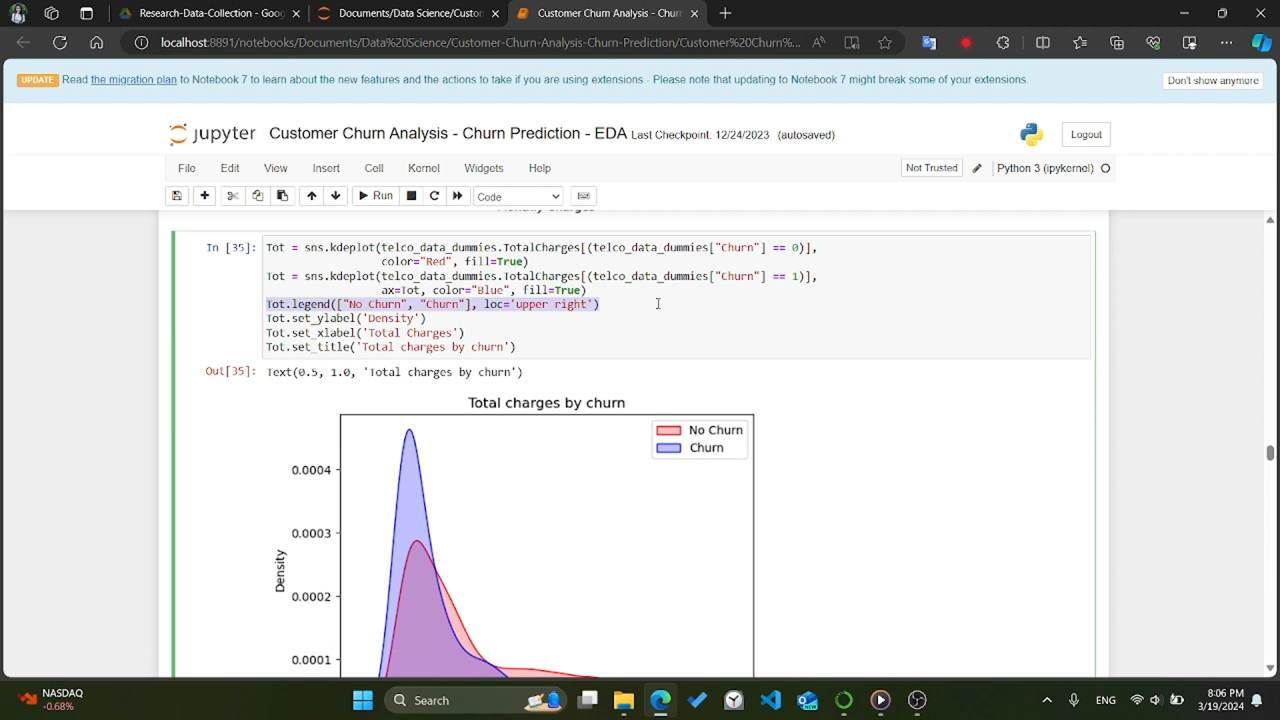 Research-Data-Collection - Goog
Documents/Data Science/Custom
Customer Churn Analysis - Churn
localhost:8891/notebooks/Documents/Data%20Science/Customer-Churn-Analysis-Churn-Prediction/Customer%20Churn%...
UPDATE Read the migration plan to Notebook 7 to learn about the new features and the actions to take if you are using extensions - Please note that updating to Notebook 7 might break some of your extensions.
Don't show anymore
jupyter Customer Churn Analysis - Churn Prediction - EDA Last Checkpoint: 12/24/2023 (autosaved)
Logout
File Edit View Insert Cell Kernel Widgets Help
Not Trusted
Python 3 (ipykernel)
Run
Code
Monthly Charges
In [35]: Tot = sns.kdeplot(telco_data_dummies.TotalCharges[(telco_data_dummies["Churn"] == 0)],
color="Red", fill=True)
Tot = sns.kdeplot(telco_data_dummies.TotalCharges[(telco_data_dummies["Churn"] == 1)],
ax=Tot, color="Blue", fill=True)
Tot.legend(["No Churn", "Churn"], loc='upper right')
Tot.set_ylabel('Density')
Tot.set_xlabel('Total Charges')
Tot.set_title('Total charges by churn')
Out[35]: Text(0.5, 1.0, 'Total charges by churn')
Total charges by churn
No Churn
Churn
0.0004
0.0003
0.0002
0.0001
Density
NASDAQ
-0.68%
Search
ENG
8:06 PM
3/19/2024